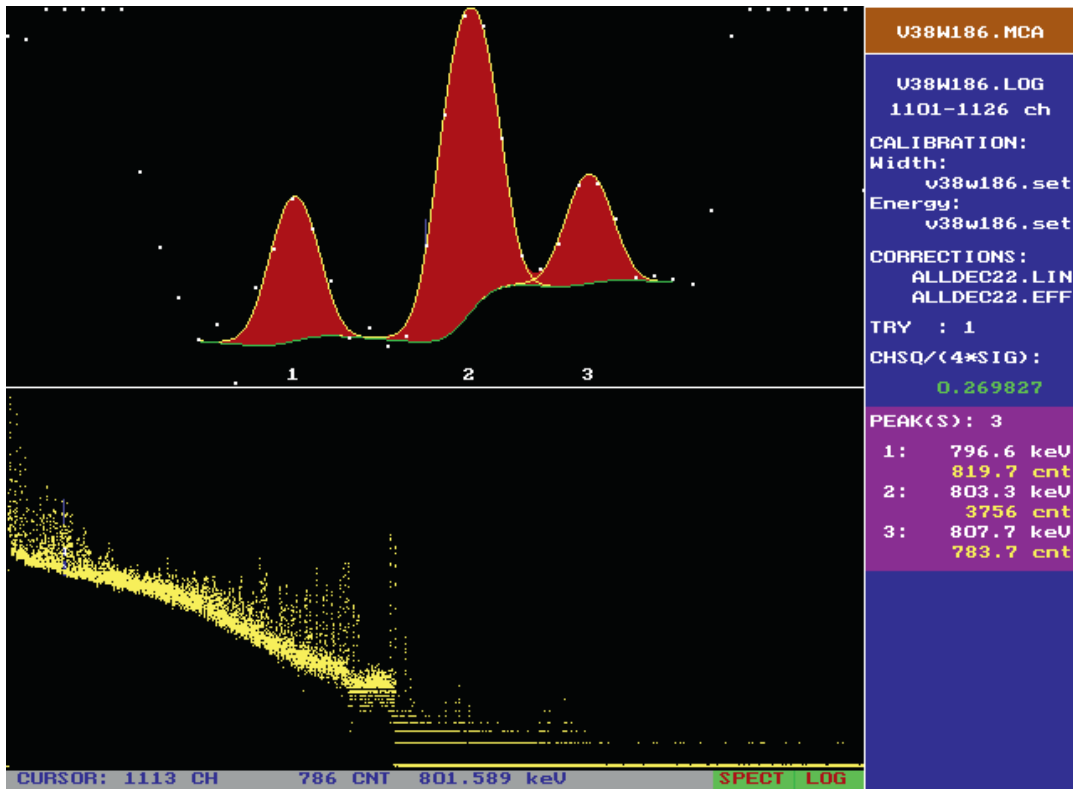 1 2 3
CURSOR: 1113 CH 786 CNT 801.589 keV SPECT LOG
V38W186.MCA
V38W186.LOG
1101-1126 ch
CALIBRATION:
Width:
v38w186.set
Energy:
v38w186.set
CORRECTIONS:
ALLDEC22.LIN
ALLDEC22.EFF
TRY : 1
CHSQ/(4*SIG):
0.269827
PEAK(S): 3
1: 796.6 keV
819.7 cnt
2: 803.3 keV
3756 cnt
3: 807.7 keV
783.7 cnt